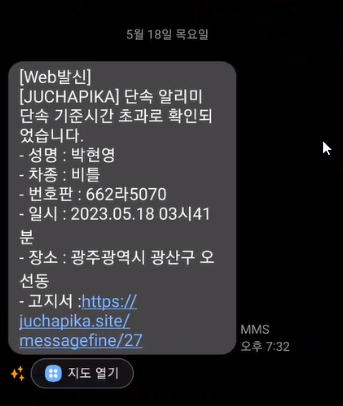 5월 18일 목요일
[Web발신]
[JUCHAPIKA] 단속 알리미
단속 기준시간 초과로 확인되
었습니다.
- 성명 : 박현영
- 차종 : 비틀
- 번호판 : 662라5070
- 일시 : 2023.05.18 03시41
분
- 장소 : 광주광역시 광산구 오
선동
- 고지서 :https://
juchapika.site/
messagefine/27
MMS
오후 7:32
지도 열기